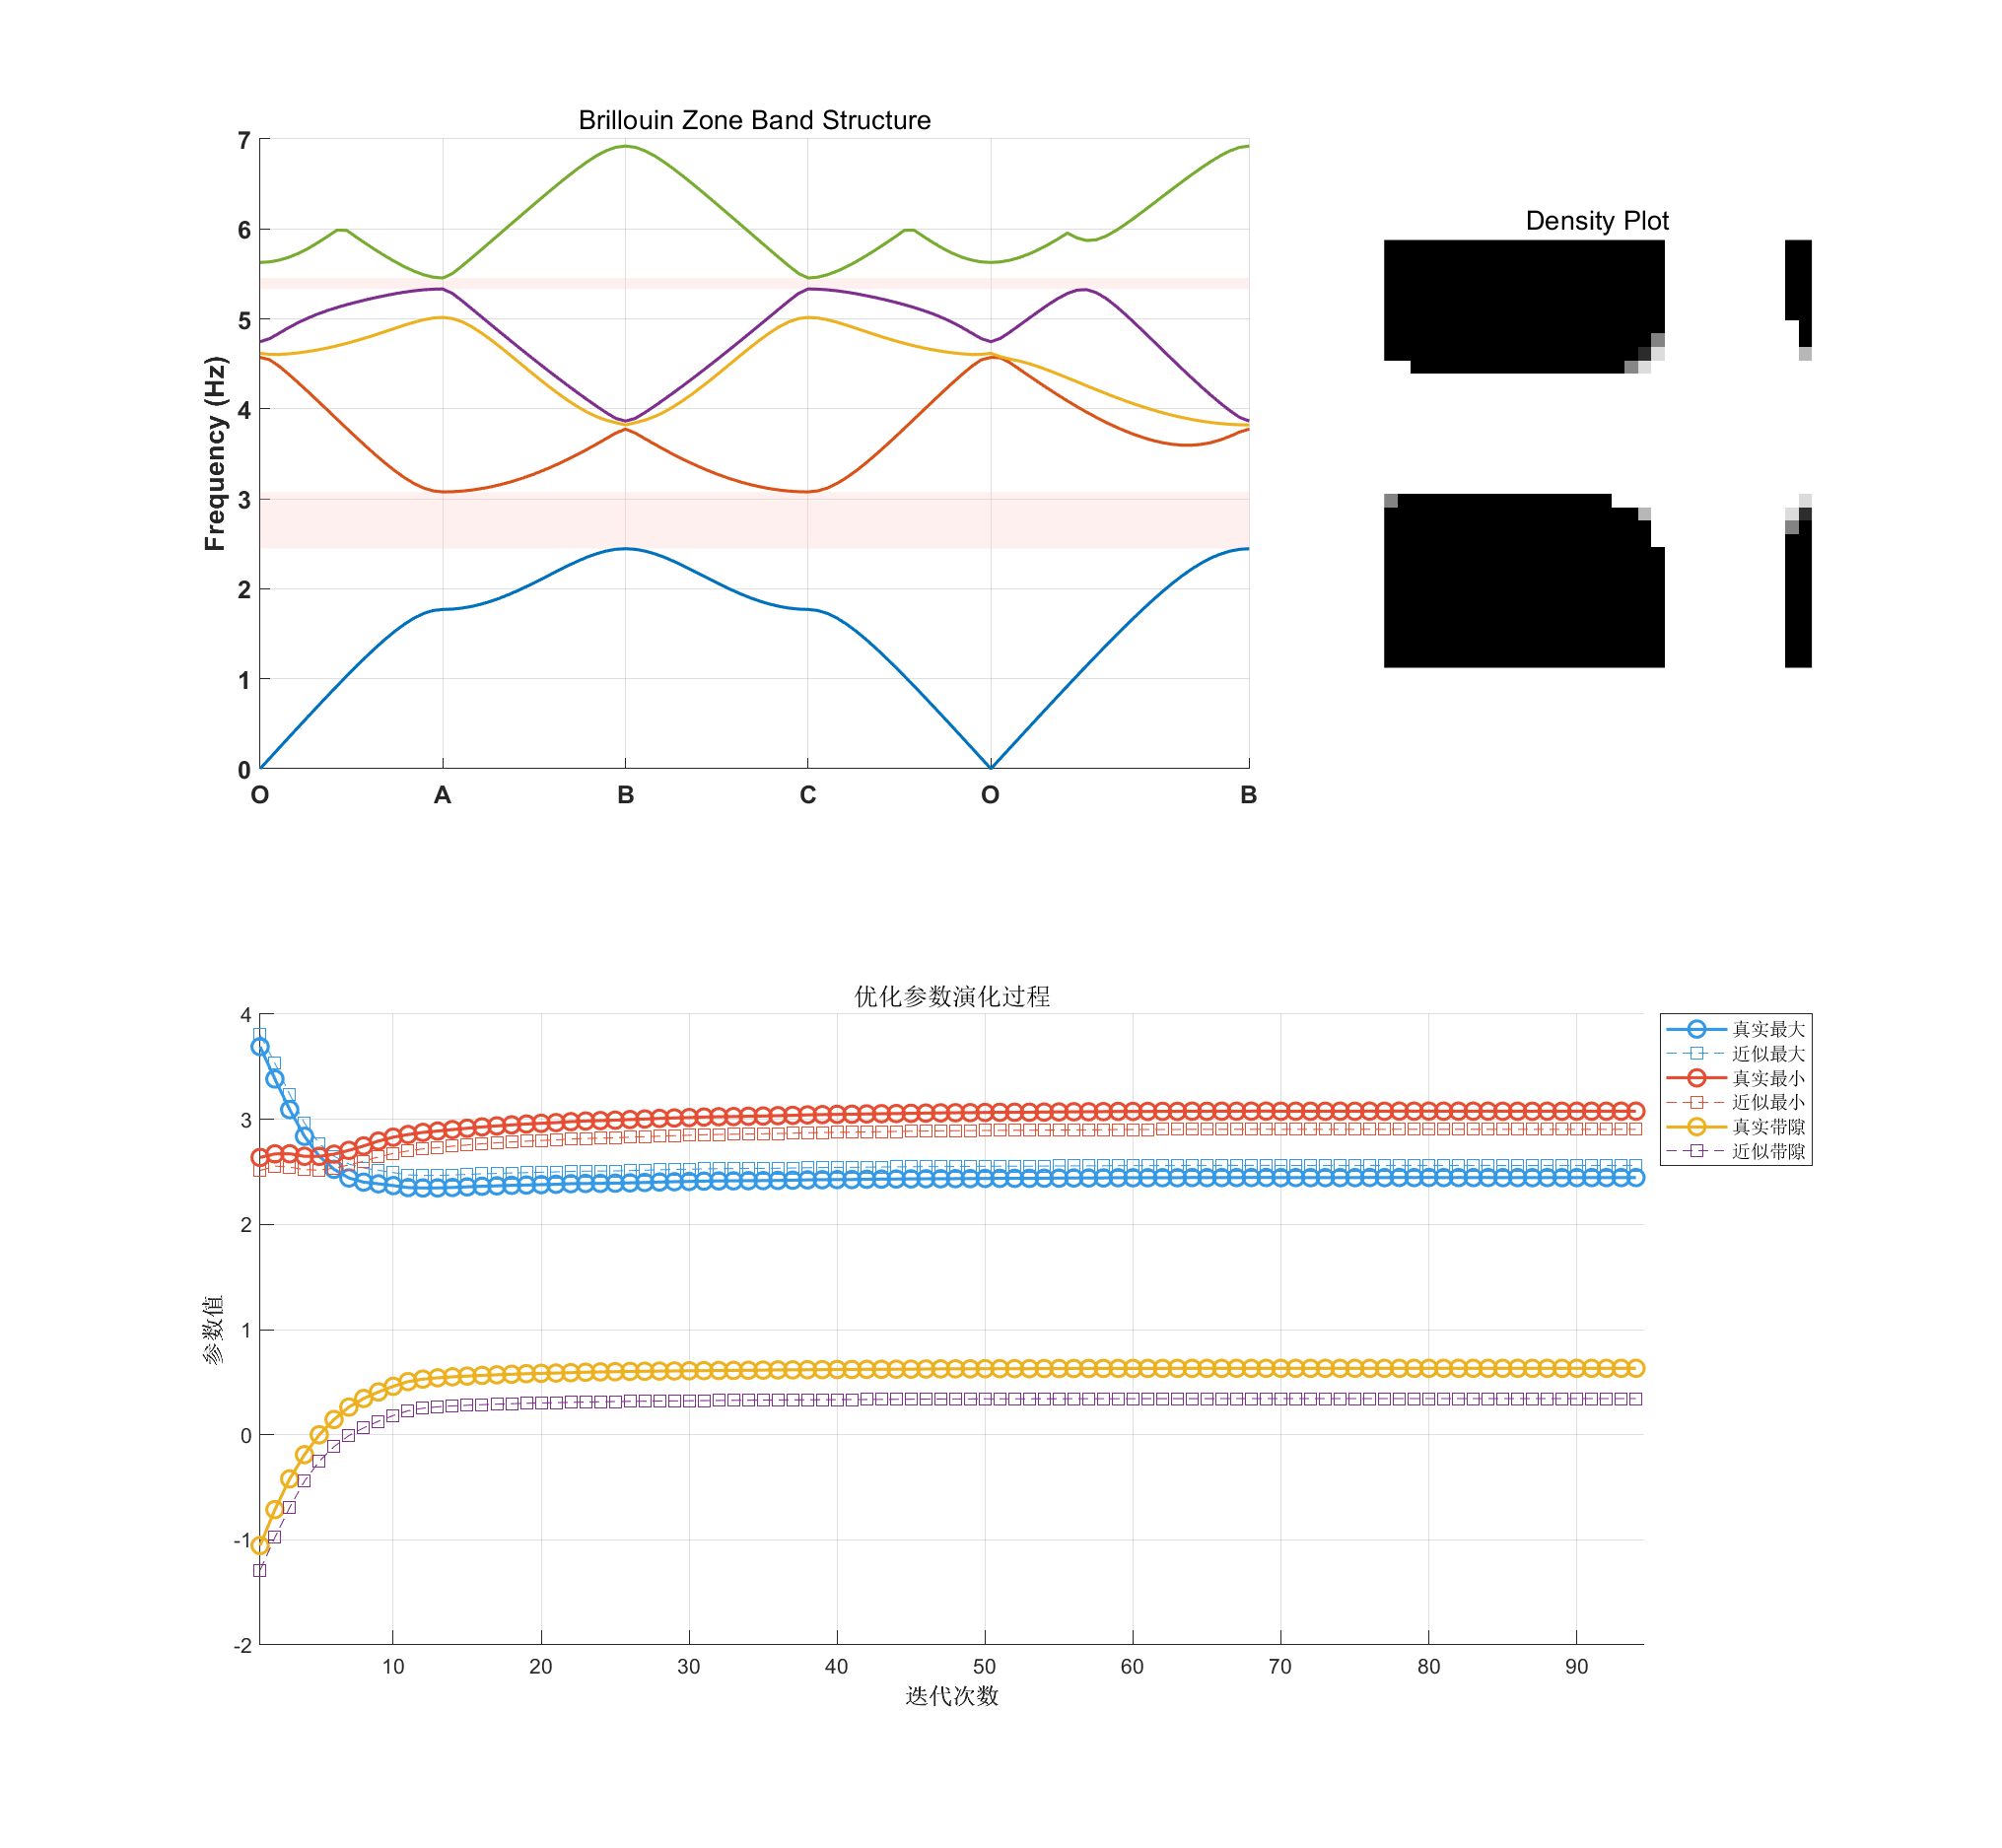 Brillouin Zone Band Structure
7
6
5
4
3
2
1
0
Frequency (Hz)
O A B C O B
Density Plot
优化参数演化过程
4
3
2
1
0
-1
-2
参数值
10 20 30 40 50 60 70 80 90
迭代次数
真实最大
近似最大
真实最小
近似最小
真实带隙
近似带隙